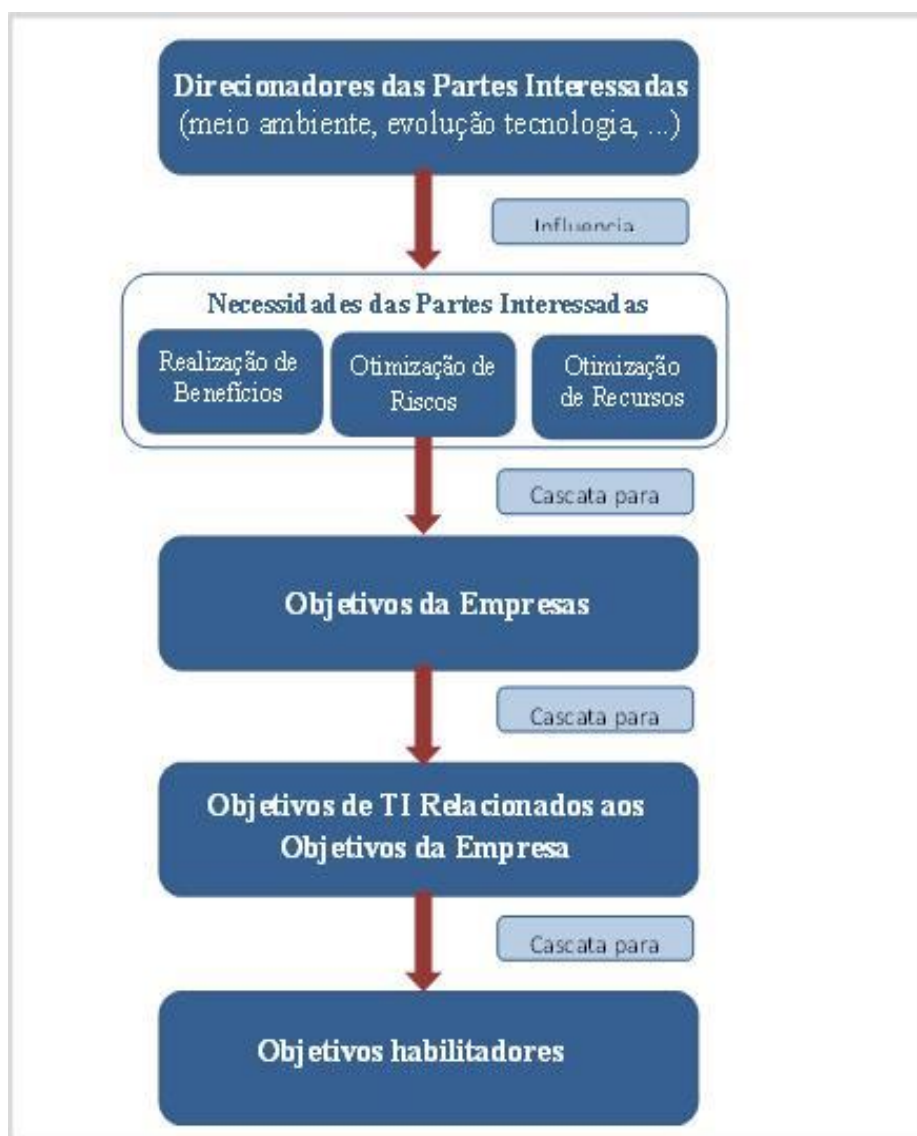 Direcionadores das Partes Interessadas
(meio ambiente, evolução tecnologia, ...)
Influencia
Necessidades das Partes Interessadas
Realização de
Benefícios
Otimização de
Riscos
Otimização
de Recursos
Cascata para
Objetivos da Empresas
Cascata para
Objetivos de TI Relacionados aos
Objetivos da Empresa
Cascata para
Objetivos habilitadores